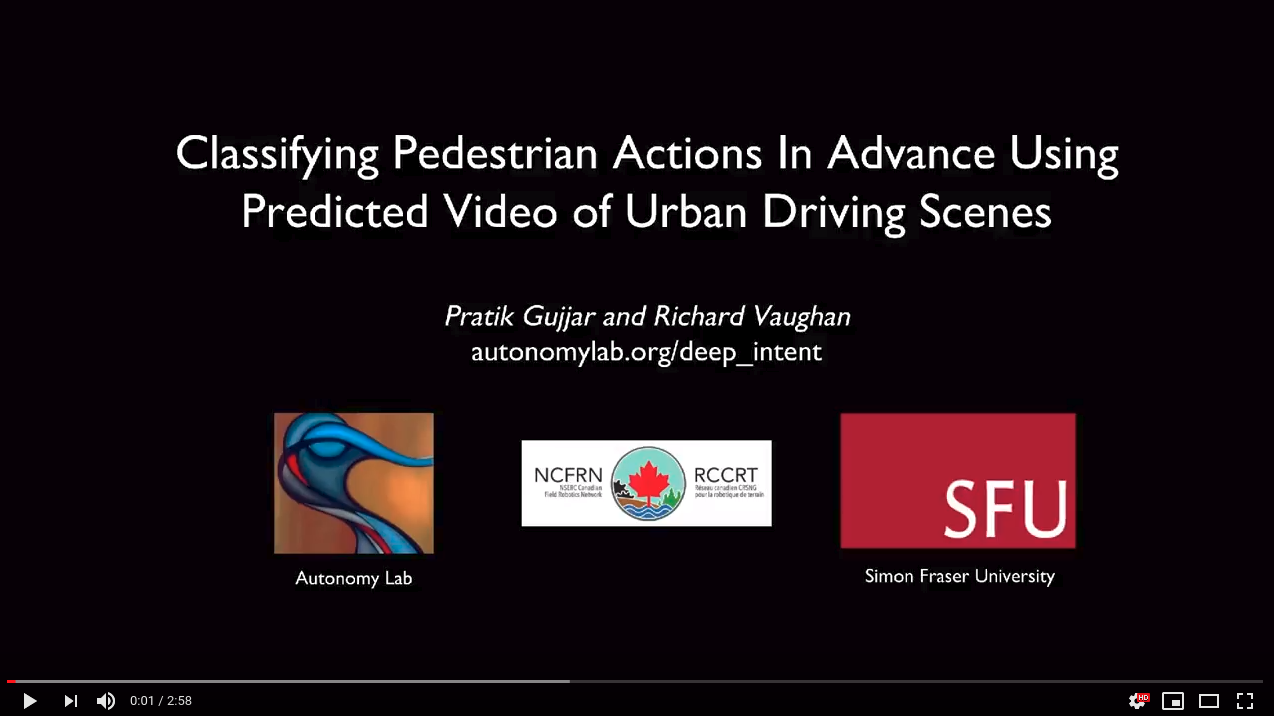 Classifying Pedestrian Actions In Advance Using
Predicted Video of Urban Driving Scenes
Pratik Gujjar and Richard Vaughan
autonomylab.org/deep_intent
NCFRN
NSERC Canadian
Field Robotics Network
RCCRT
Réseau canadien CRSNG
pour la robotique de terrain
SFU
Autonomy Lab
Simon Fraser University
0:01 / 2:58
HD